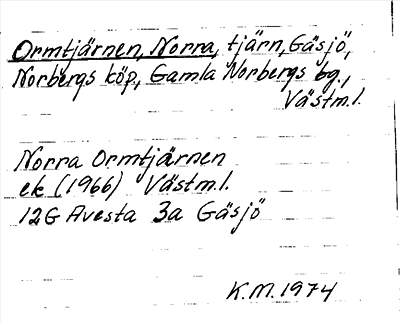 Ormtjärnen, Norra, tjärn, Gäsjö,
Norbergs köp, Gamla Norbergs bg.,
Västm.l.
Norra Ormtjärnen
ek (1966) Västm.l.
12G Avesta 3a Gäsjö
K.M. 1974